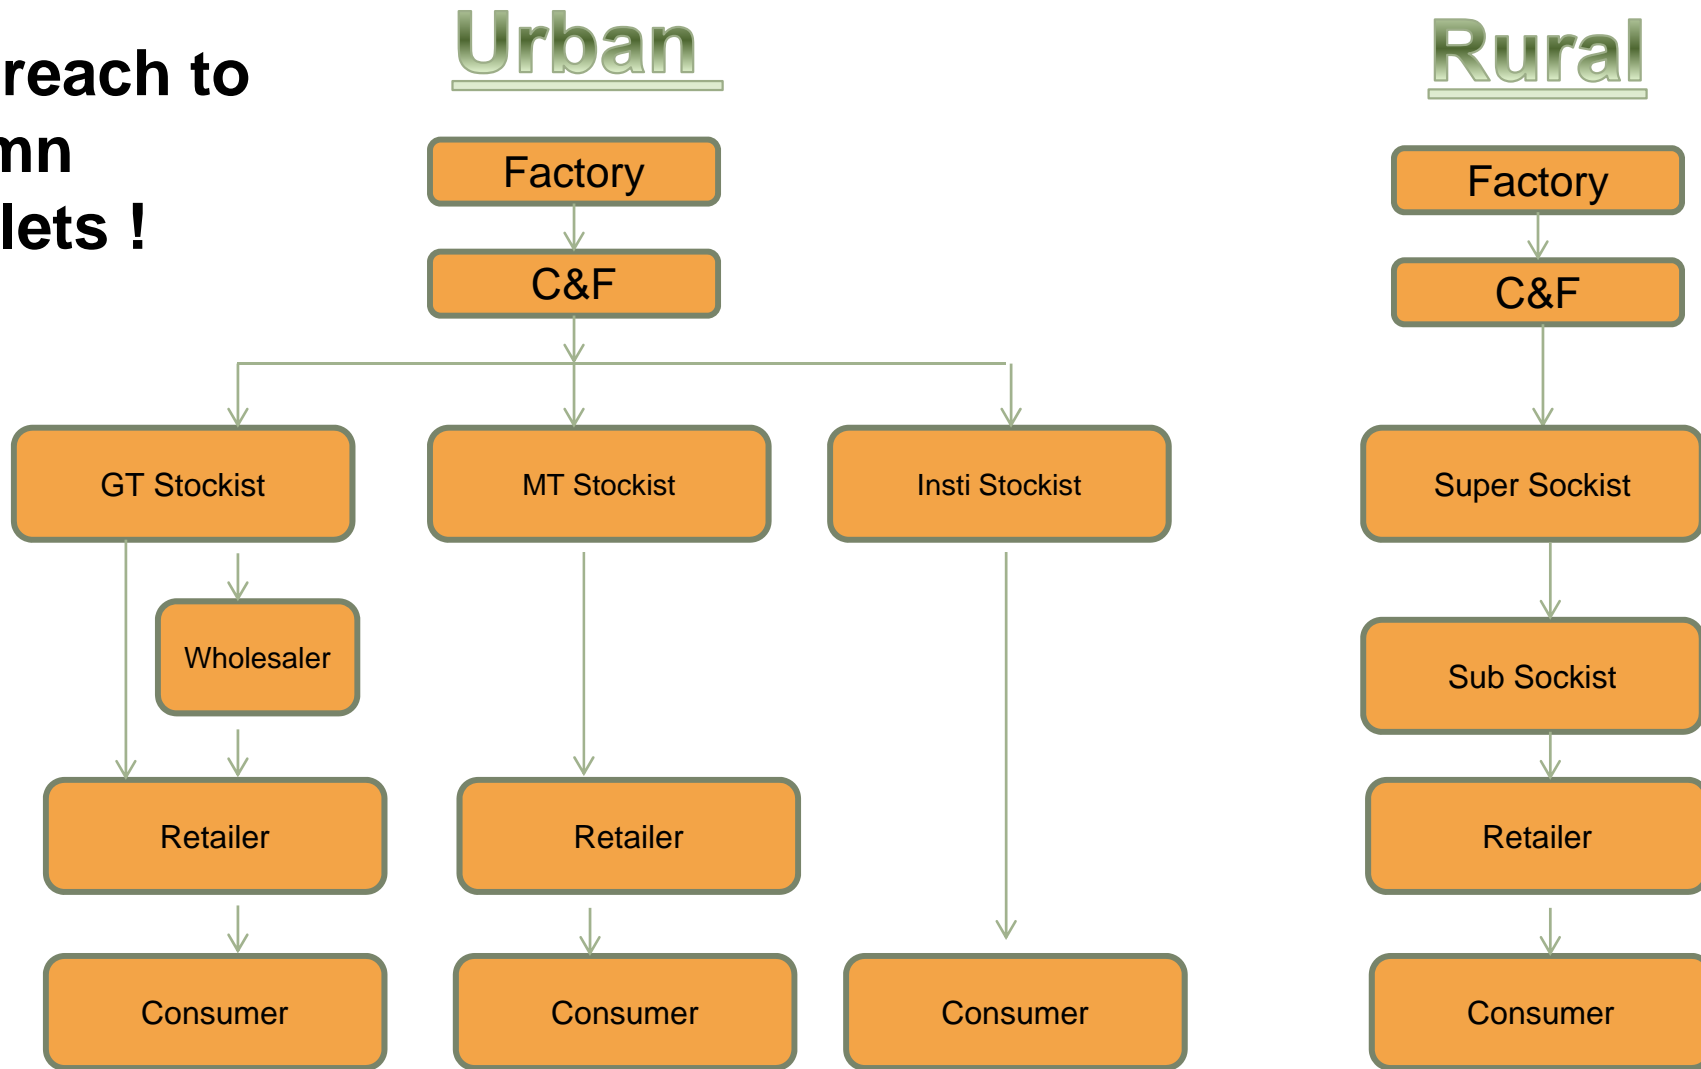 reach to
mn
lets !
Urban
Rural
Factory
Factory
C&F
C&F
GT Stockist
MT Stockist
Insti Stockist
Super Sockist
Wholesaler
Sub Sockist
Retailer
Retailer
Retailer
Consumer
Consumer
Consumer
Consumer